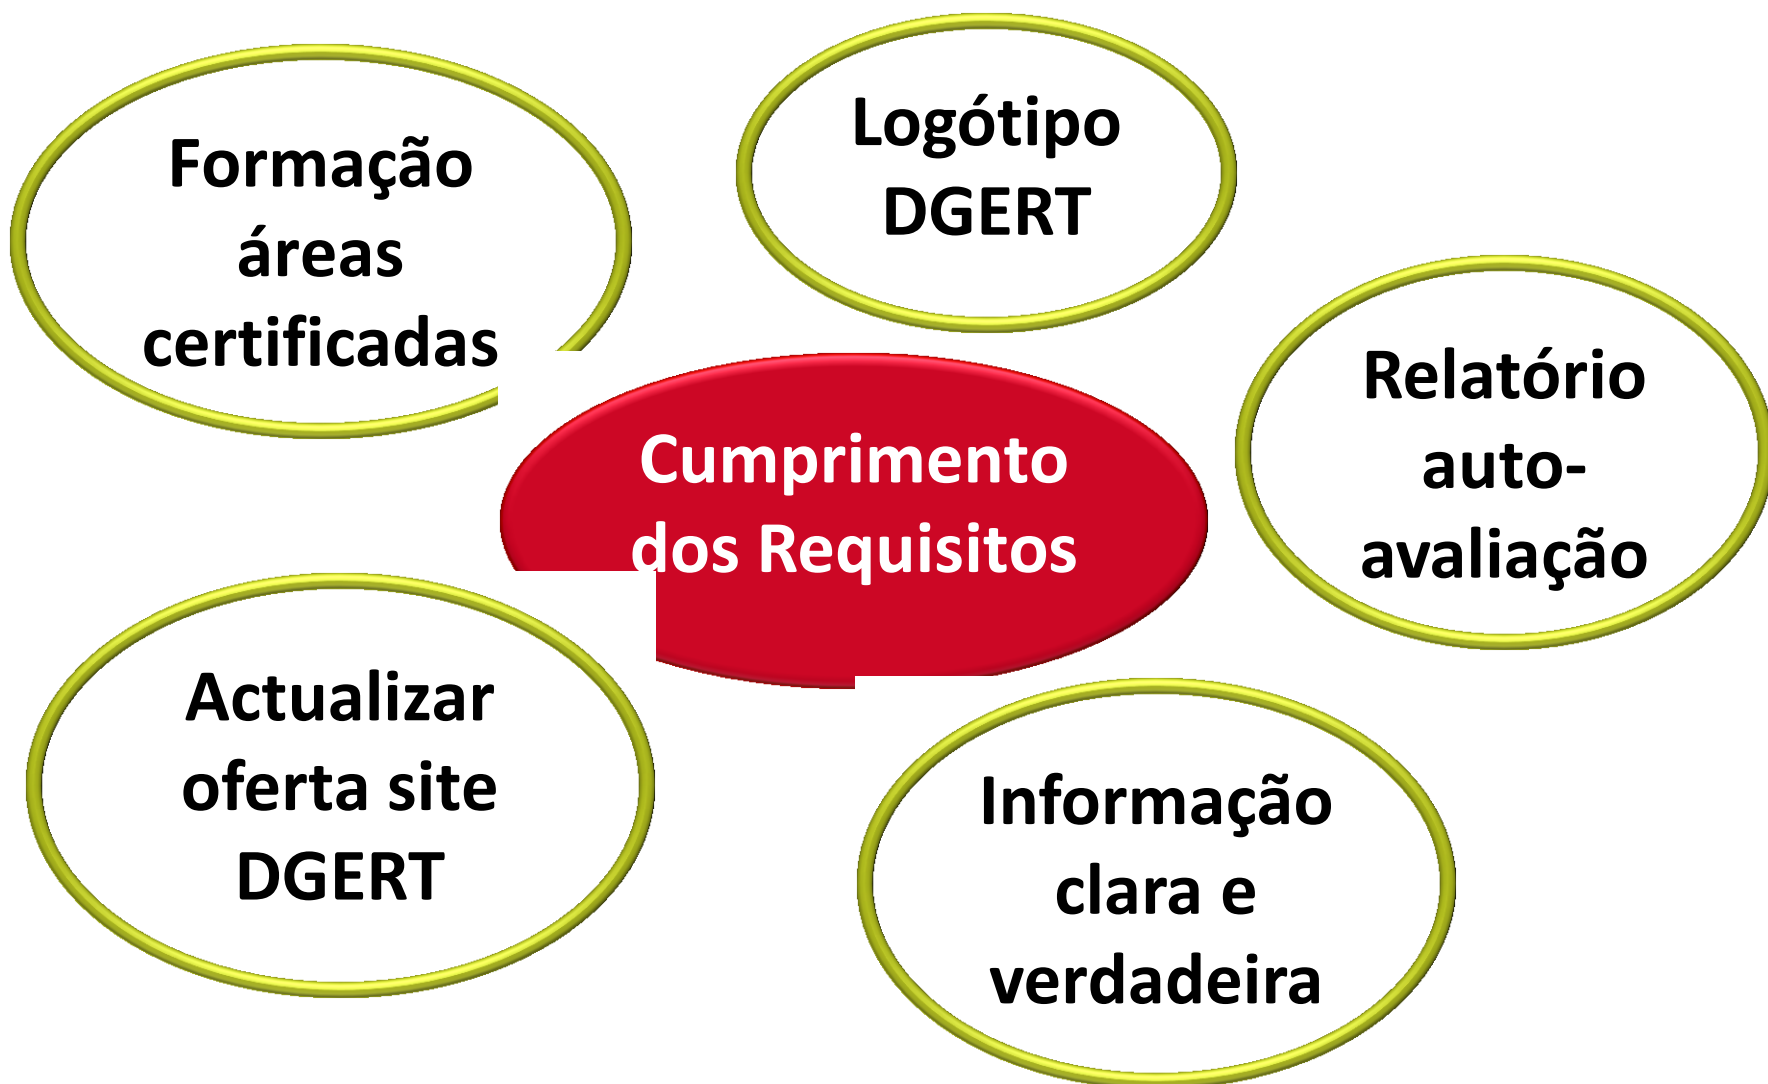 Formação
áreas
certificadas
Logótipo
DGERT
Relatório
auto-
avaliação
Cumprimento
dos Requisitos
Actualizar
oferta site
DGERT
Informação
clara e
verdadeira